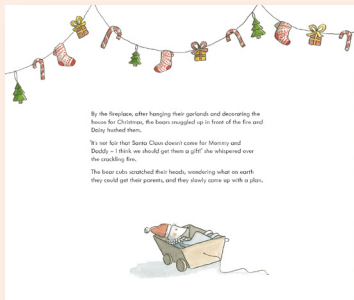 By the fireplace, after hanging their garlands and decorating the
house for Christmas, the bears snuggled up in front of the fire and
Daisy hushed them.
"It's not fair that Santa Claus doesn't come for Mommy and
Daddy – I think we should get them a gift!" she whispered over
the crackling fire.
The bear cubs scratched their heads, wondering what on earth
they could get their parents, and they slowly came up with a plan.